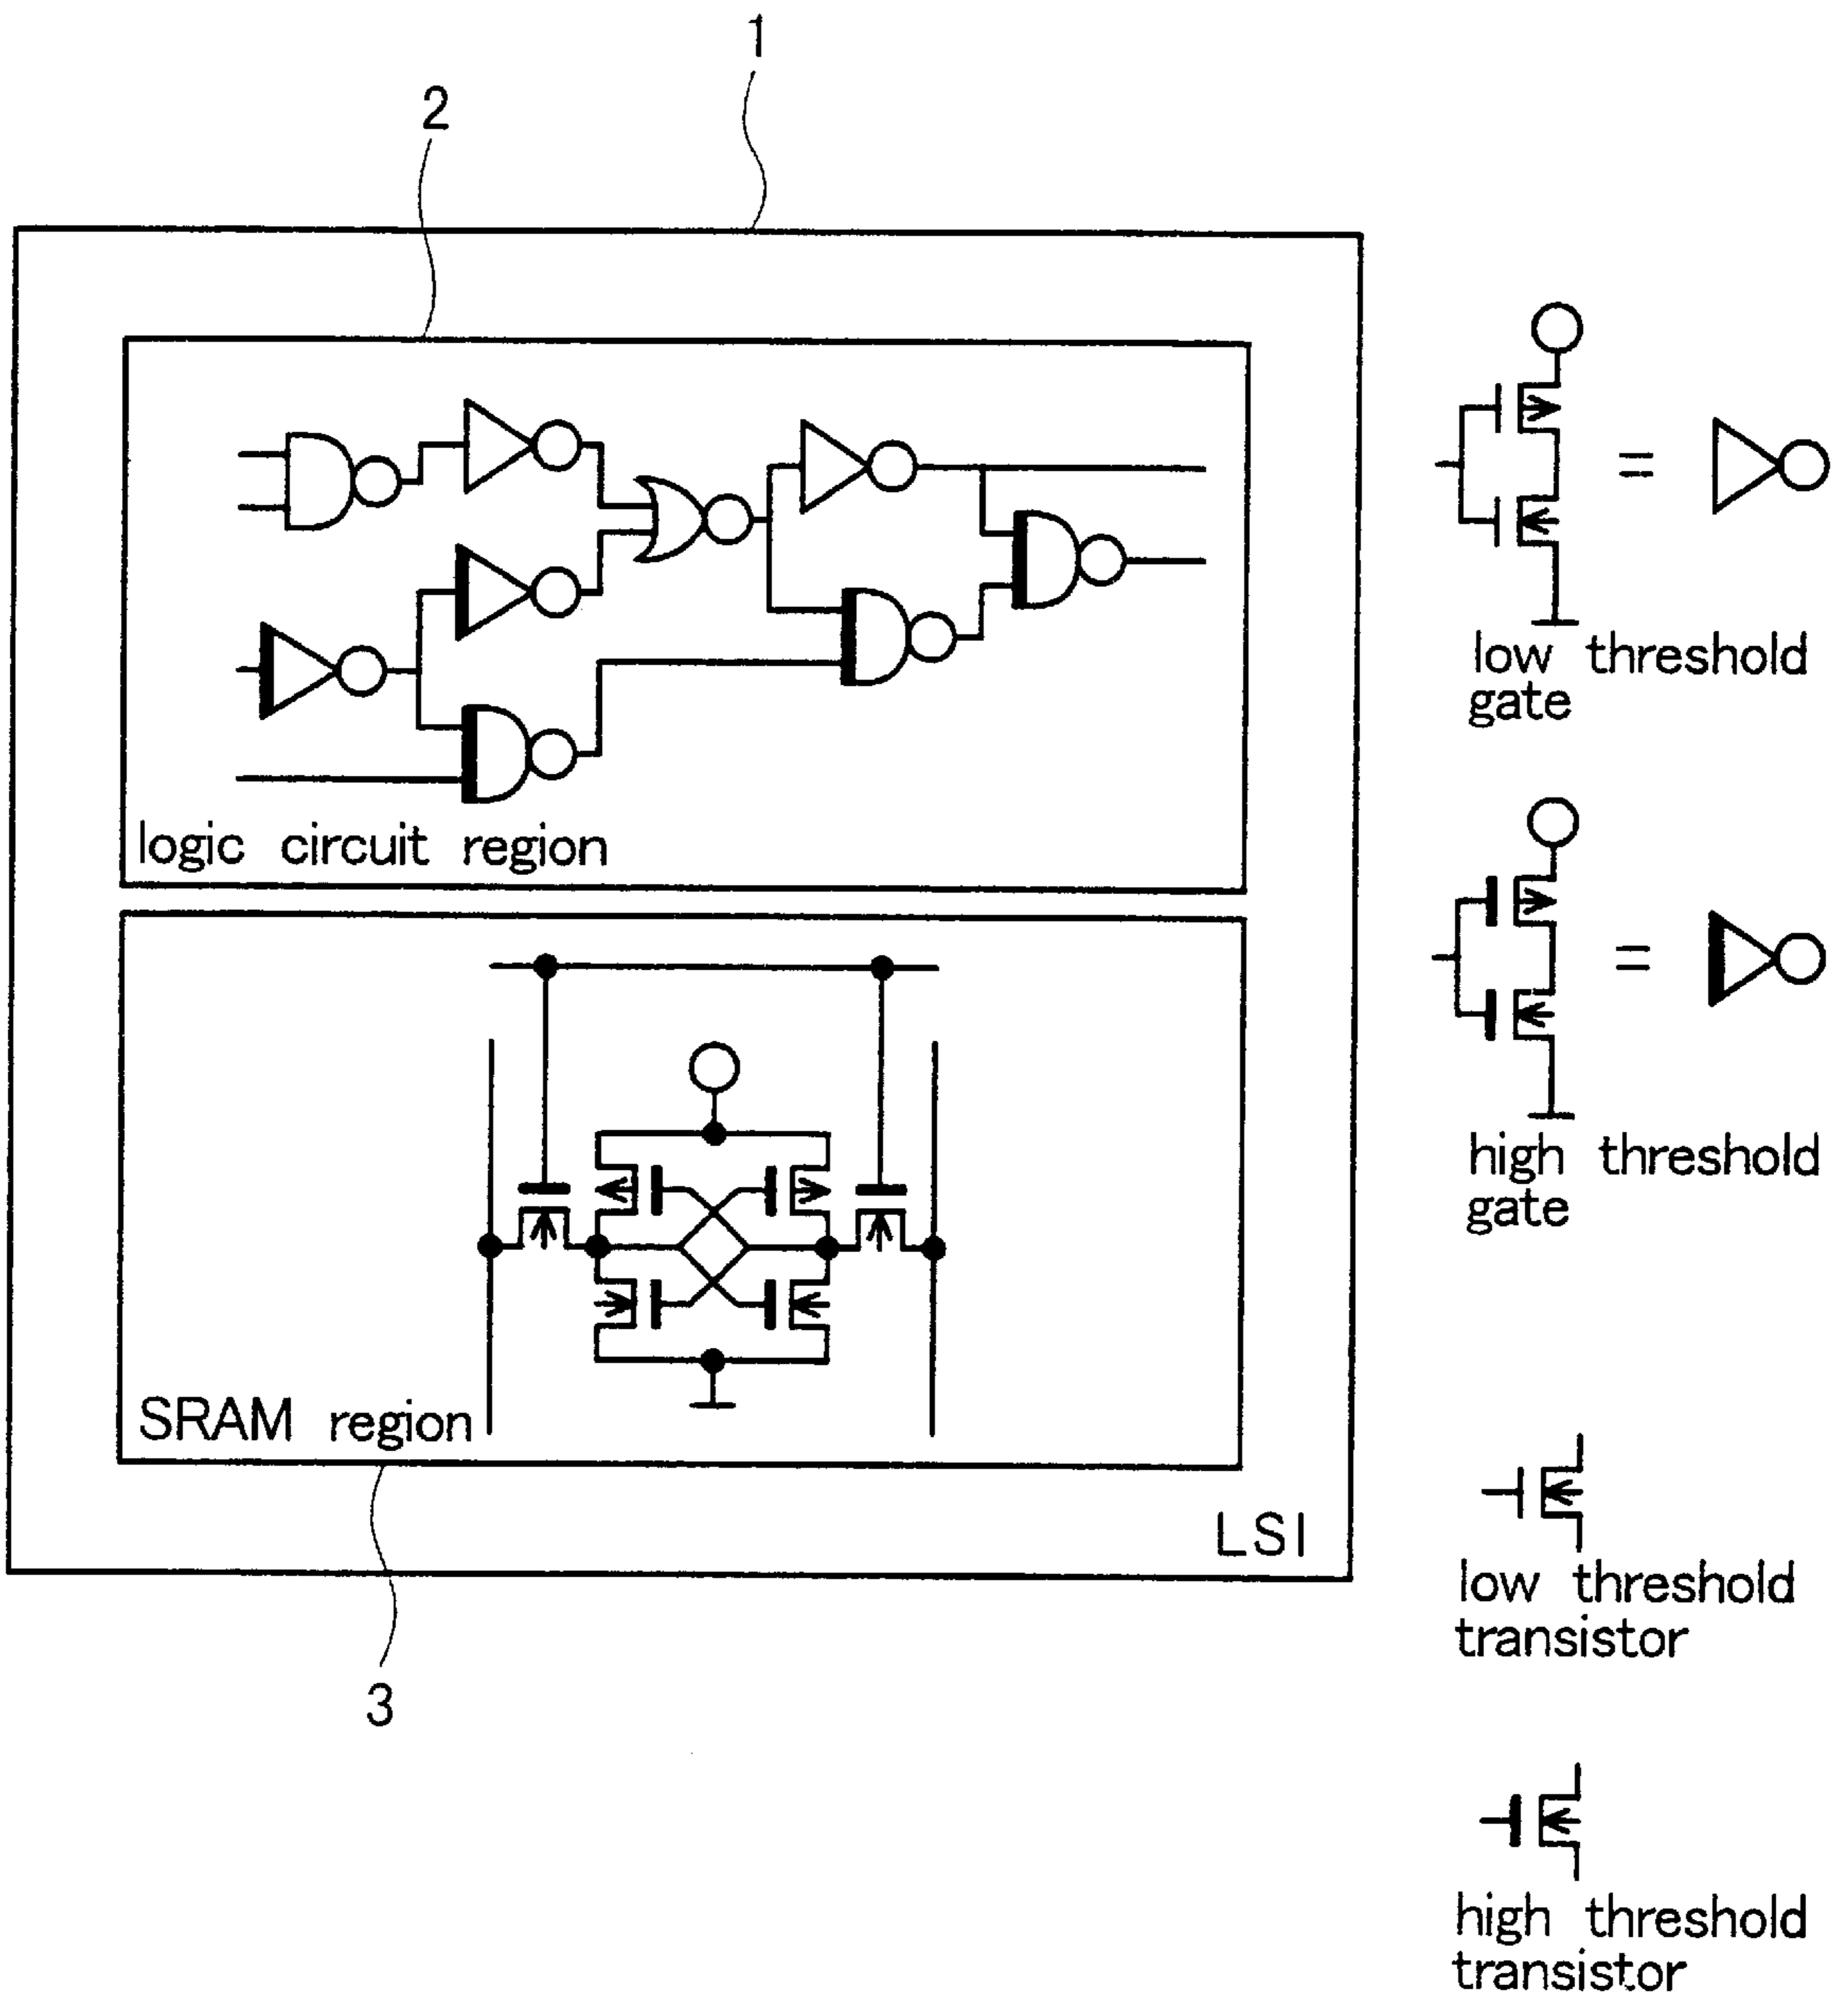 1
2
=
low threshold
gate
logic circuit region
=
high threshold
gate
SRAM region
LSI
low threshold
transistor
3
high threshold
transistor